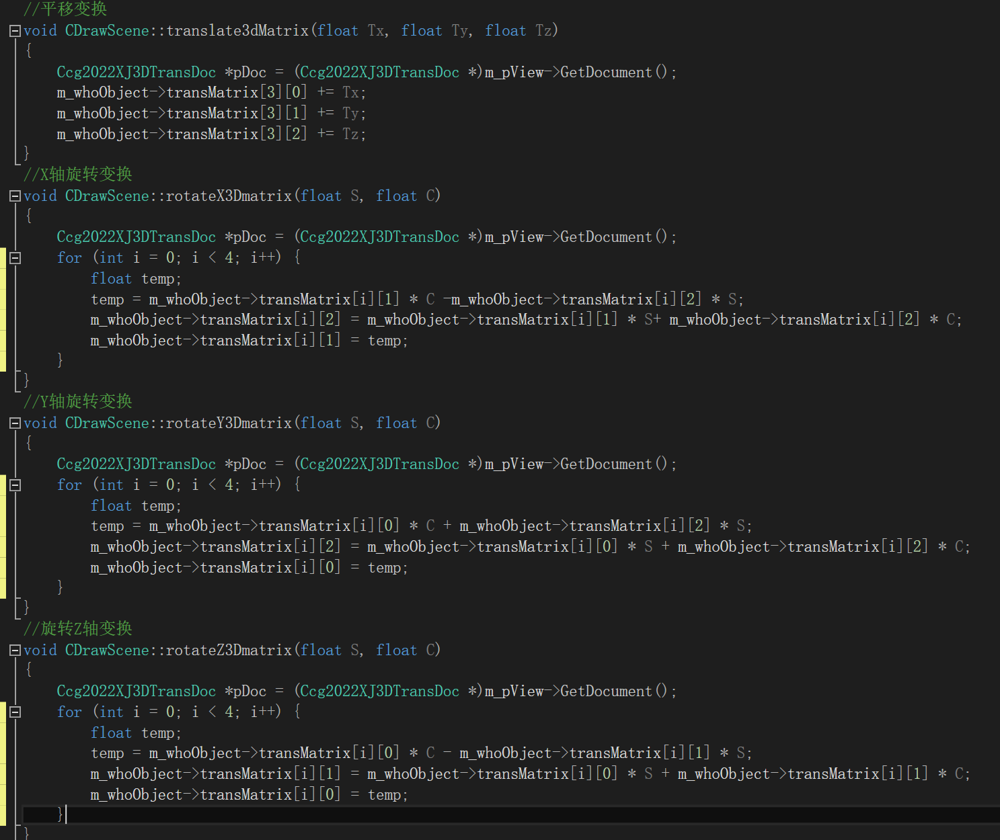 //平移变换
void CDrawScene::translate3dMatrix(float Tx, float Ty, float Tz)
{
Ccg2022XJ3DTransDoc *pDoc = (Ccg2022XJ3DTransDoc *)m_pView->GetDocument();
m_whoObject->transMatrix[3][0] += Tx;
m_whoObject->transMatrix[3][1] += Ty;
m_whoObject->transMatrix[3][2] += Tz;
}
//X轴旋转变换
void CDrawScene::rotateX3Dmatrix(float S, float C)
{
Ccg2022XJ3DTransDoc *pDoc = (Ccg2022XJ3DTransDoc *)m_pView->GetDocument();
for (int i = 0; i < 4; i++) {
float temp;
temp = m_whoObject->transMatrix[i][1] * C -m_whoObject->transMatrix[i][2] * S;
m_whoObject->transMatrix[i][2] = m_whoObject->transMatrix[i][1] * S+ m_whoObject->transMatrix[i][2] * C;
m_whoObject->transMatrix[i][1] = temp;
}
}
//Y轴旋转变换
void CDrawScene::rotateY3Dmatrix(float S, float C)
{
Ccg2022XJ3DTransDoc *pDoc = (Ccg2022XJ3DTransDoc *)m_pView->GetDocument();
for (int i = 0; i < 4; i++) {
float temp;
temp = m_whoObject->transMatrix[i][0] * C + m_whoObject->transMatrix[i][2] * S;
m_whoObject->transMatrix[i][2] = m_whoObject->transMatrix[i][0] * S + m_whoObject->transMatrix[i][2] * C;
m_whoObject->transMatrix[i][0] = temp;
}
}
//旋转Z轴变换
void CDrawScene::rotateZ3Dmatrix(float S, float C)
{
Ccg2022XJ3DTransDoc *pDoc = (Ccg2022XJ3DTransDoc *)m_pView->GetDocument();
for (int i = 0; i < 4; i++) {
float temp;
temp = m_whoObject->transMatrix[i][0] * C - m_whoObject->transMatrix[i][1] * S;
m_whoObject->transMatrix[i][1] = m_whoObject->transMatrix[i][0] * S + m_whoObject->transMatrix[i][1] * C;
m_whoObject->transMatrix[i][0] = temp;
}
}